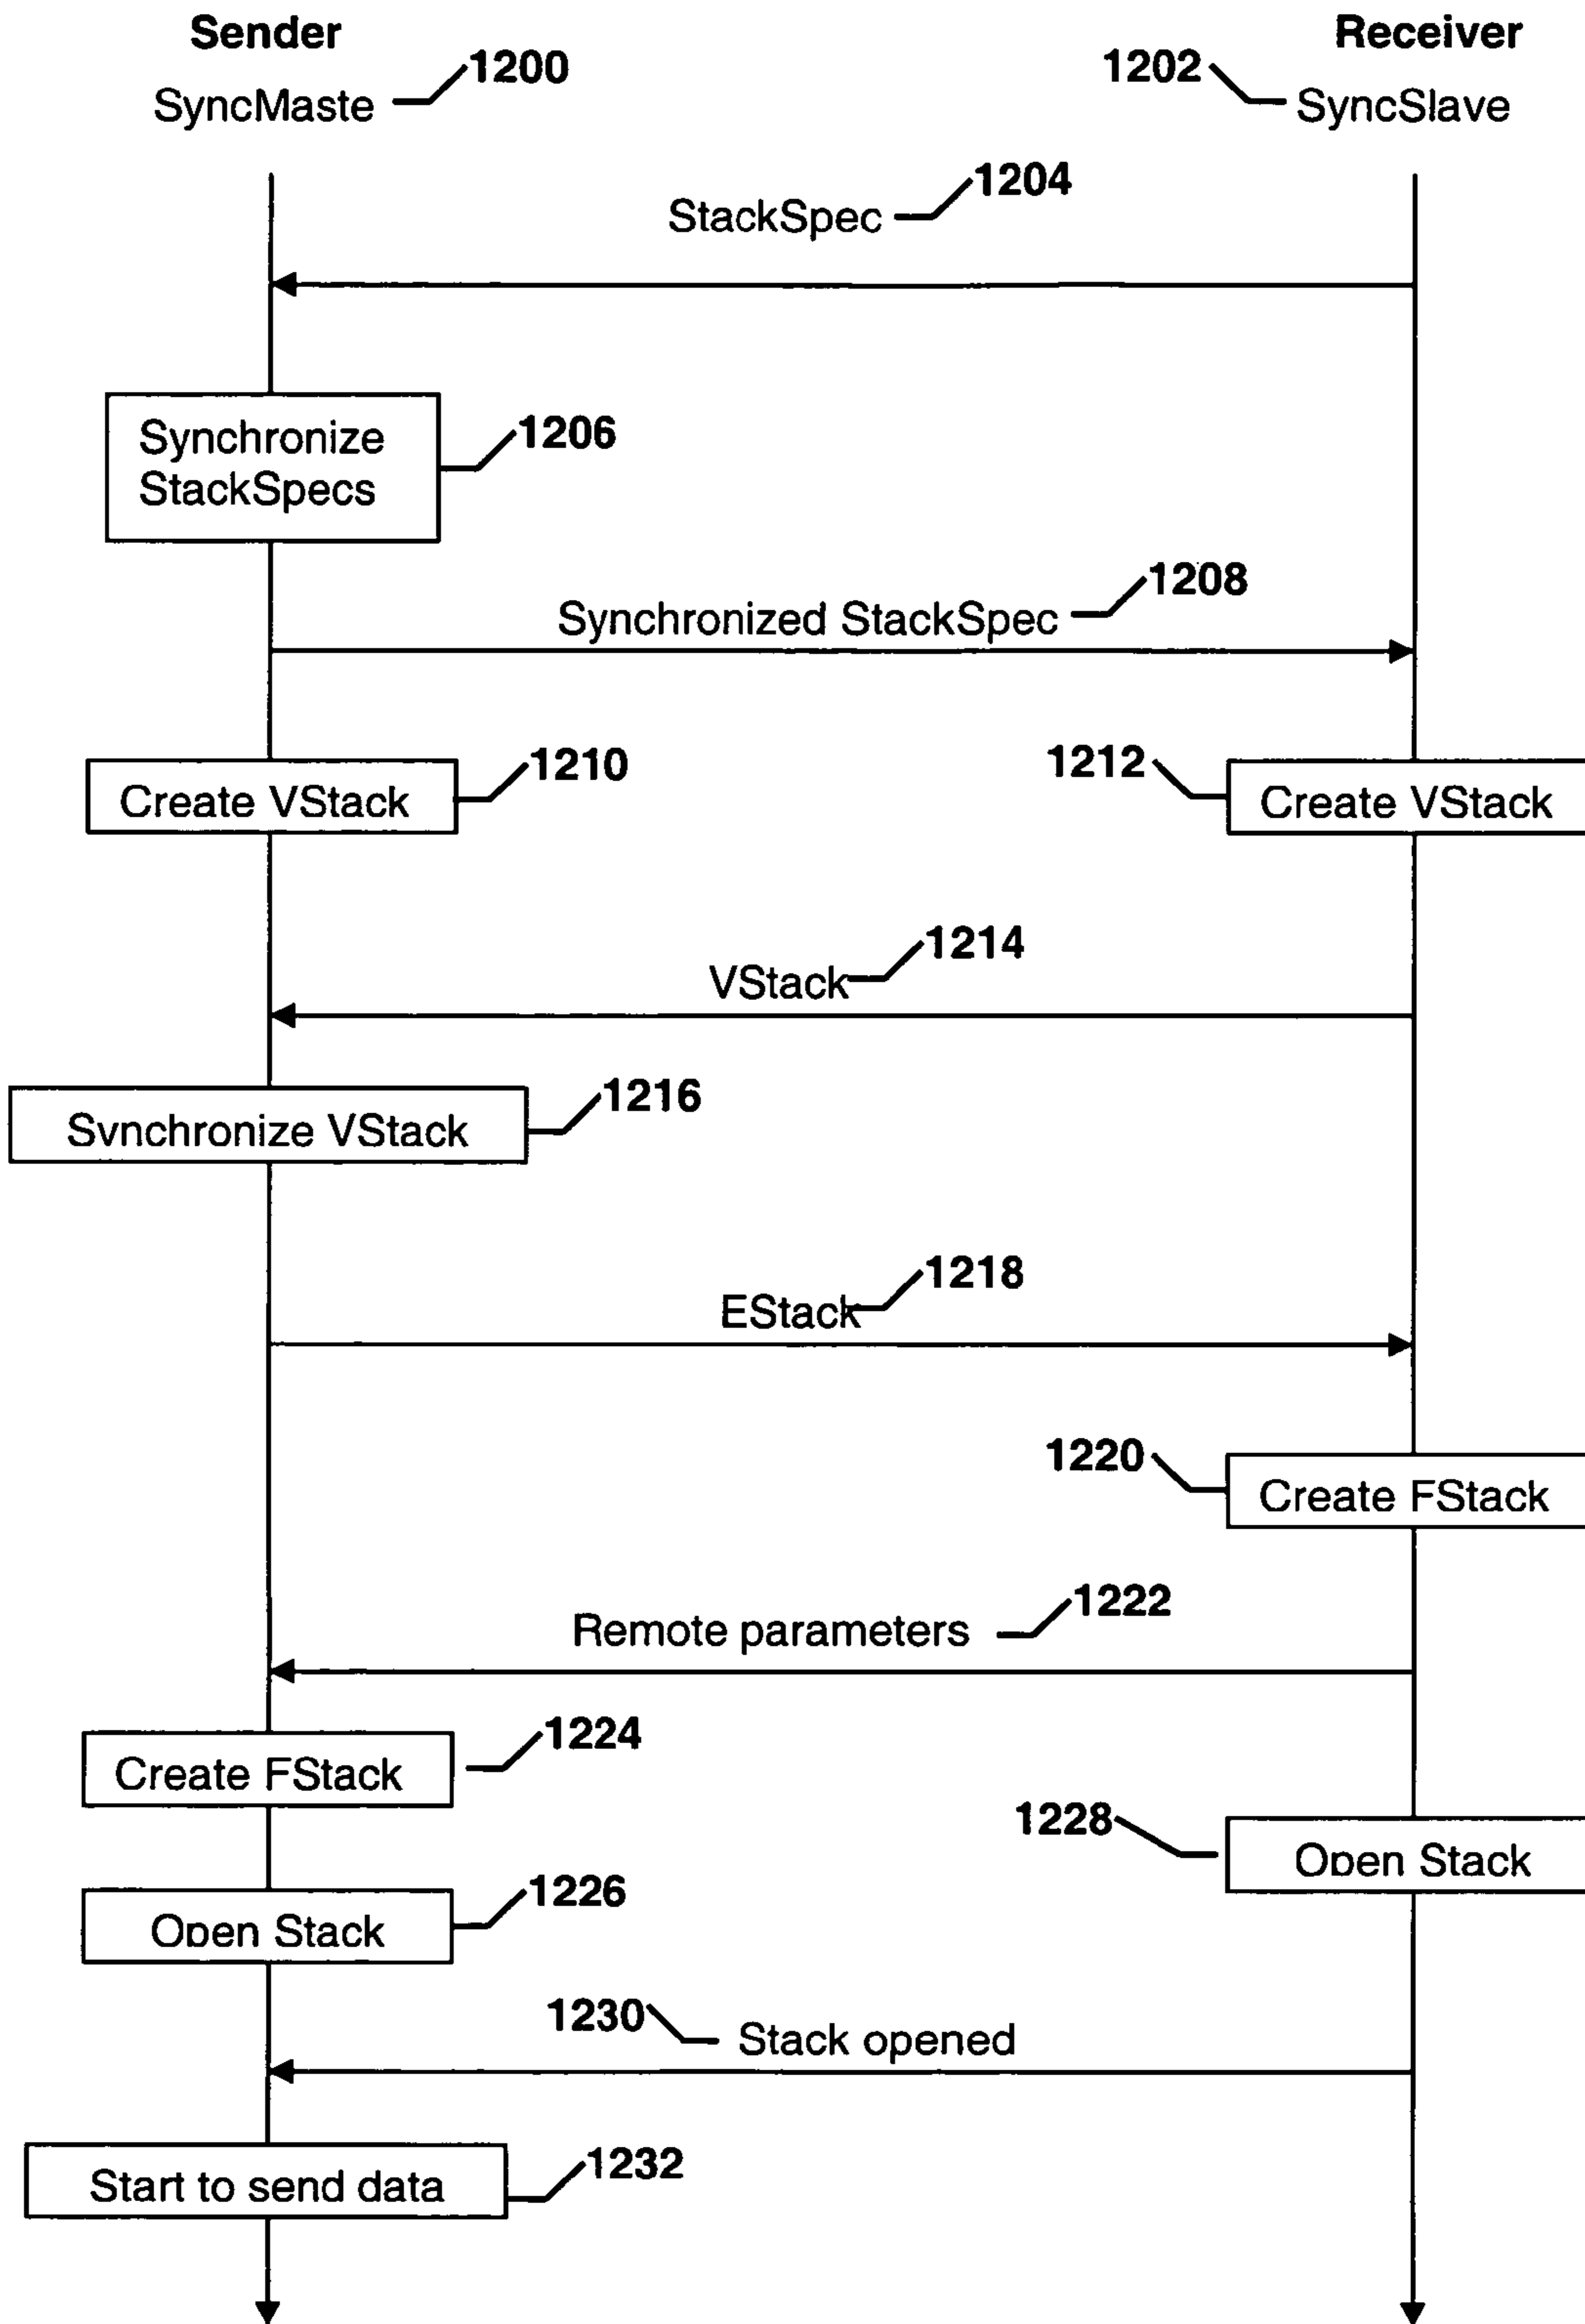 Sender
Receiver
1200
1202
SyncMaste
SyncSlave
1204
StackSpec
1206
Synchronize
StackSpecs
1208
Synchronized StackSpec
1210
1212
Create VStack
Create VStack
1214
VStack
1216
Synchronize VStack
1218
EStack
1220
Create FStack
1222
Remote parameters
1224
Create FStack
1228
Open Stack
1226
Open Stack
1230
Stack opened
1232
Start to send data